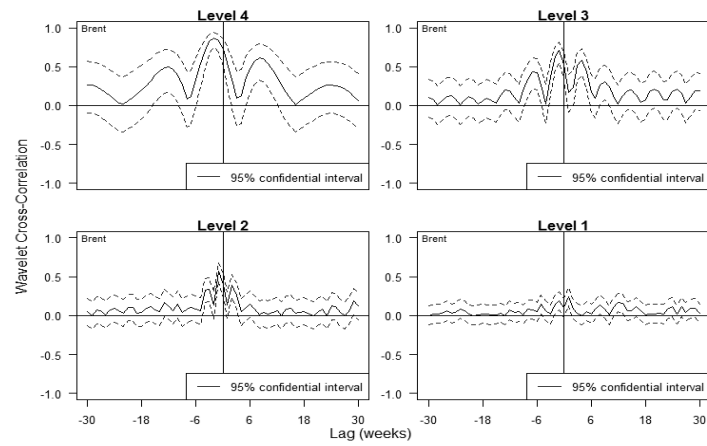 Level 4
Level 3
Brent
Brent
1.0
0.5
0.0
-0.5
-1.0
1.0
0.5
0.0
-0.5
-1.0
95% confidential interval
95% confidential interval
Wavelet Cross-Correlation
Level 2
Level 1
Brent
Brent
1.0
0.5
0.0
-0.5
-1.0
1.0
0.5
0.0
-0.5
-1.0
95% confidential interval
95% confidential interval
-30 -18 -6 6 18 30
-30 -18 -6 6 18 30
Lag (weeks)